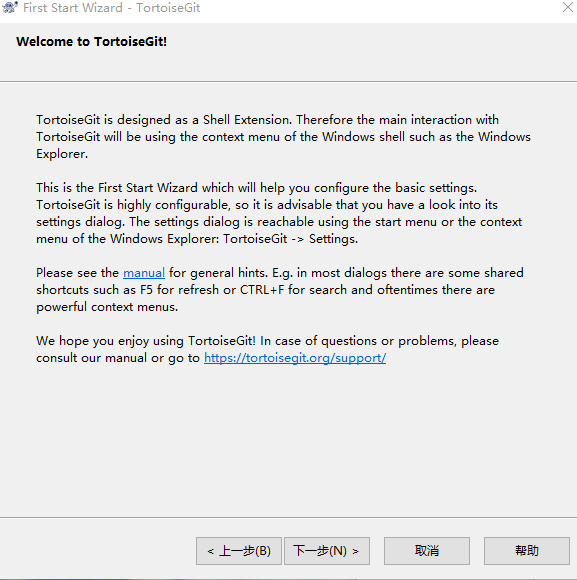 First Start Wizard - TortoiseGit
Welcome to TortoiseGit!
TortoiseGit is designed as a Shell Extension. Therefore the main interaction with
TortoiseGit will be using the context menu of the Windows shell such as the Windows
Explorer.
This is the First Start Wizard which will help you configure the basic settings.
TortoiseGit is highly configurable, so it is advisable that you have a look into its
settings dialog. The settings dialog is reachable using the start menu or the context
menu of the Windows Explorer: TortoiseGit -> Settings.
Please see the manual for general hints. E.g. in most dialogs there are some shared
shortcuts such as F5 for refresh or CTRL+F for search and oftentimes there are
powerful context menus.
We hope you enjoy using TortoiseGit! In case of questions or problems, please
consult our manual or go to https://tortoisegit.org/support/
< 上一步(B) 下一步(N) > 取消 帮助